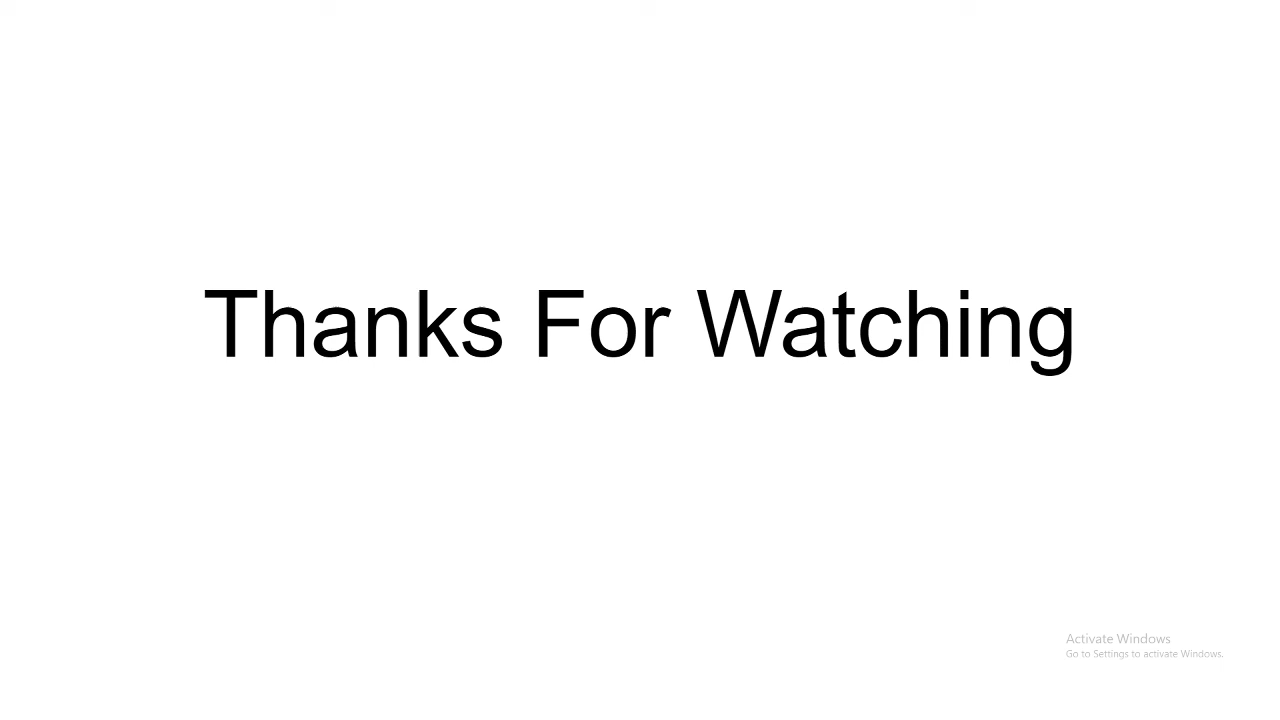 Thanks For Watching
Activate Windows
Go to Settings to activate Windows.